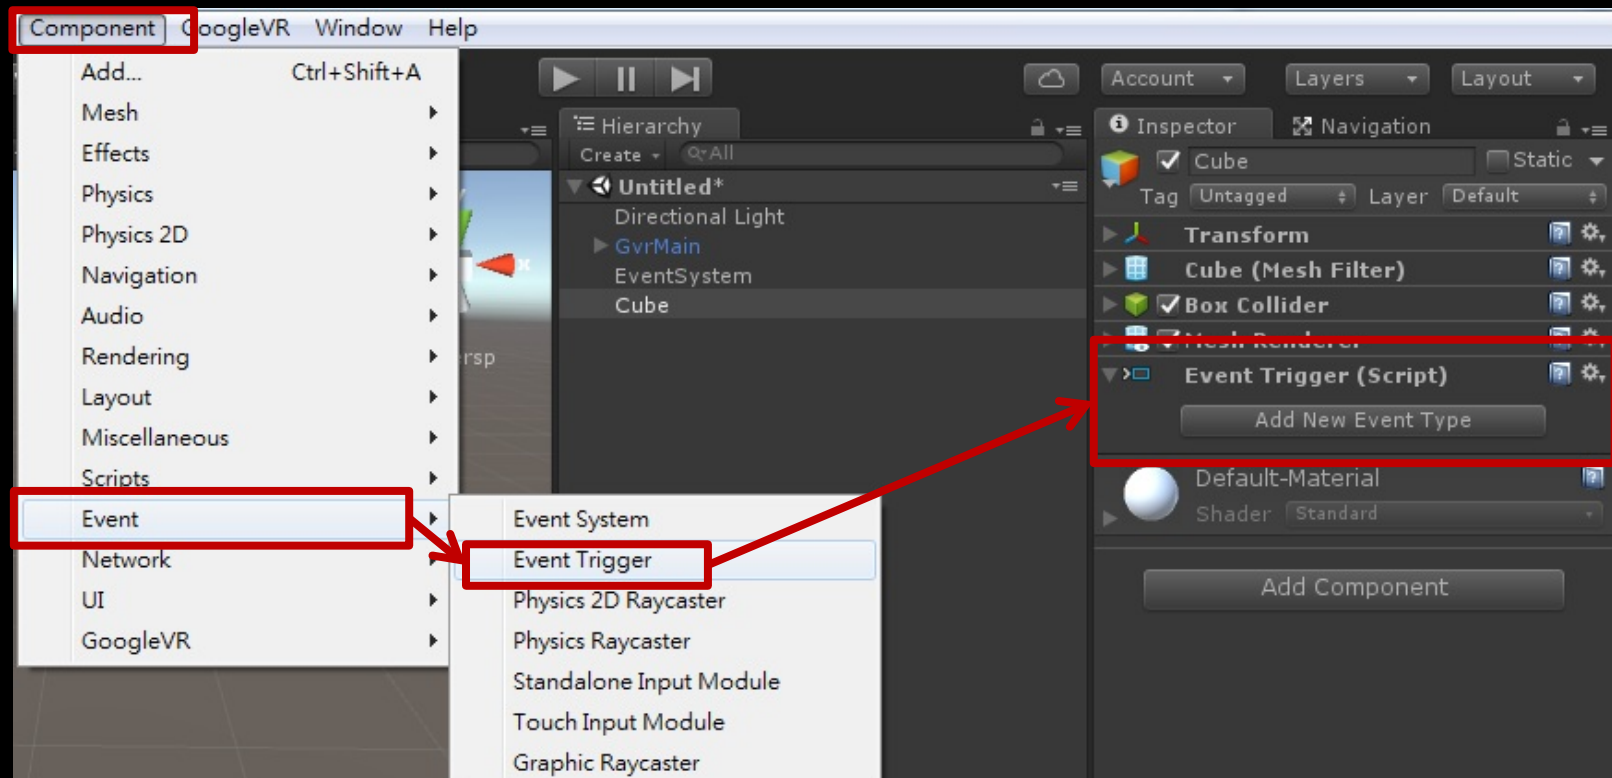 Component GoogleVR Window Help
Add... Ctrl+Shift+A
Mesh
Effects
Physics
Physics 2D
Navigation
Audio
Rendering
Layout
Miscellaneous
Scripts
Event
Network
UI
GoogleVR
Event System
Event Trigger
Physics 2D Raycaster
Physics Raycaster
Standalone Input Module
Touch Input Module
Graphic Raycaster
x
ersp
Hierarchy
Create All
Untitled*
Directional Light
GvrMain
EventSystem
Cube
Account Layers Layout
Inspector Navigation
Cube Static
Tag Untagged Layer Default
Transform
Cube (Mesh Filter)
Box Collider
Mesh Renderer
Event Trigger (Script)
Add New Event Type
Default-Material
Shader Standard
Add Component